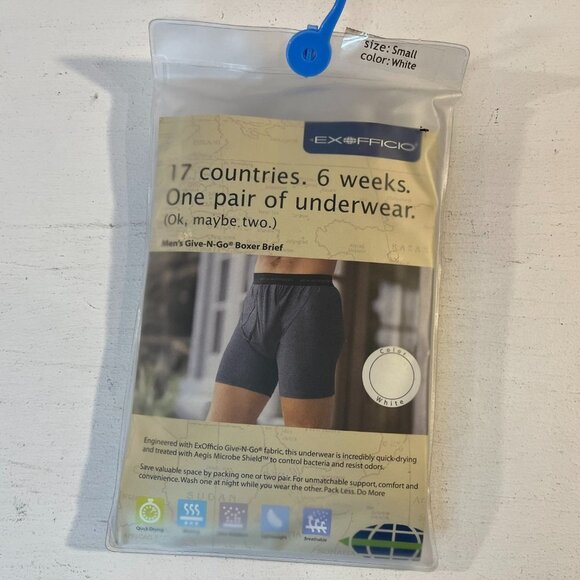 size: Small
color: White
EXOFFICIO
17 countries. 6 weeks.
One pair of underwear.
(Ok, maybe two.)
Men's Give-N-Go® Boxer Brief
Color
White
Engineered with ExOfficio Give-N-Go® fabric, this underwear is incredibly quick-drying
and treated with Aegis Microbe Shield™ to control bacteria and resist odors.
Save valuable space by packing one or two pair. For unmatchable support, comfort and
convenience. Wash one at night while you wear the other. Pack Less. Do More
SUDAN
Quick Drying
Breathable